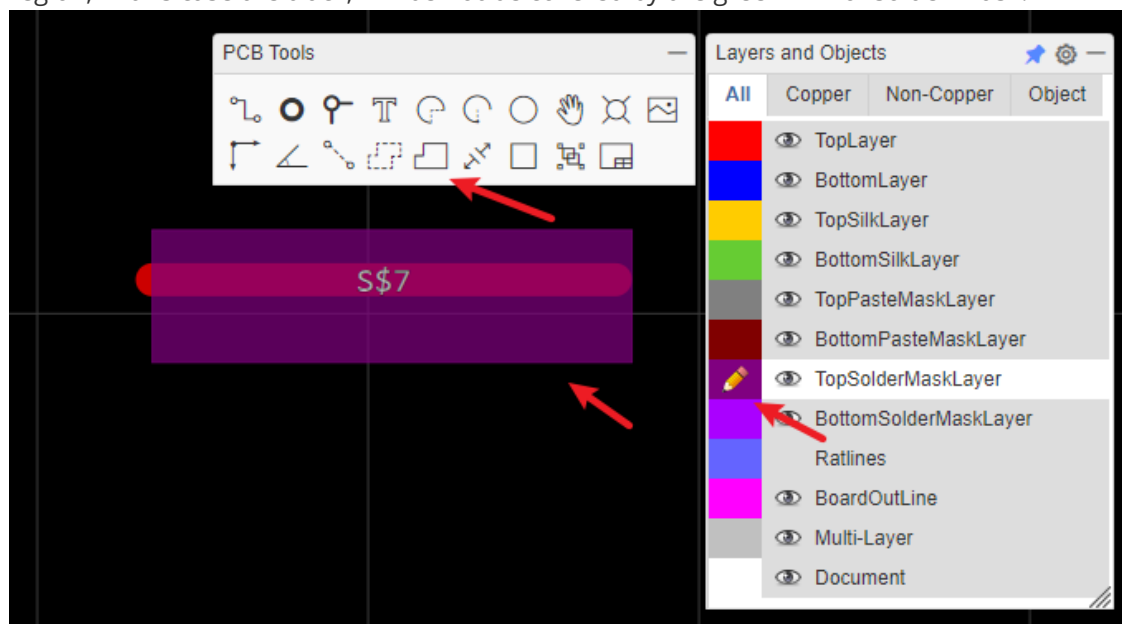 PCB Tools
Layers and Objects
All Copper Non-Copper Object
TopLayer
BottomLayer
TopSilkLayer
BottomSilkLayer
TopPasteMaskLayer
BottomPasteMaskLayer
TopSolderMaskLayer
BottomSolderMaskLayer
Ratlines
BoardOutLine
Multi-Layer
Document
S$7